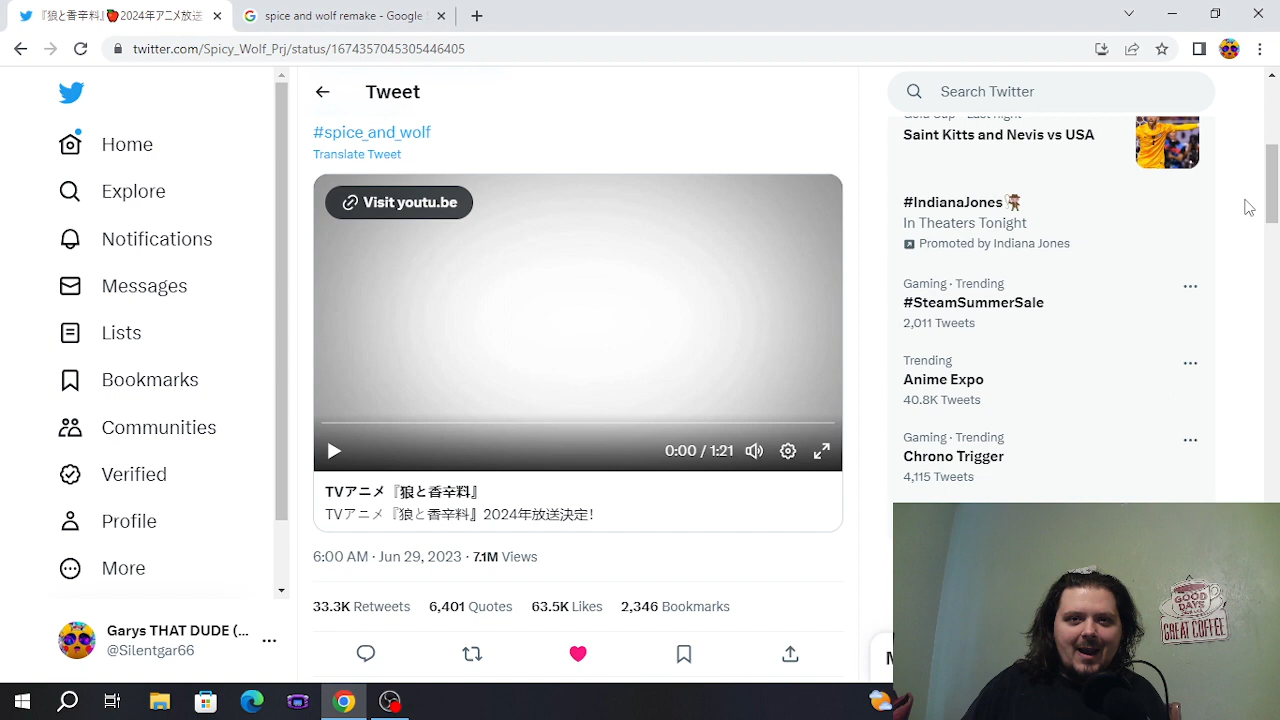 『狼と香辛料』🍎2024年アニメ放送
spice and wolf remake - Google S
twitter.com/Spicy_Wolf_Prj/status/1674357045305446405
Home
Explore
Notifications
Messages
Lists
Bookmarks
Communities
Verified
Profile
More
Garys THAT DUDE (...
@Silentgar66
Tweet
#spice_and_wolf
Translate Tweet
Visit youtu.be
0:00 / 1:21
TVアニメ『狼と香辛料』
TVアニメ『狼と香辛料』2024年放送決定！
6:00 AM · Jun 29, 2023 · 7.1M Views
33.3K Retweets 6,401 Quotes 63.5K Likes 2,346 Bookmarks
Search Twitter
Gold Cup · Last night
Saint Kitts and Nevis vs USA
#IndianaJones
In Theaters Tonight
Promoted by Indiana Jones
Gaming · Trending
#SteamSummerSale
2,011 Tweets
Trending
Anime Expo
40.8K Tweets
Gaming · Trending
Chrono Trigger
4,115 Tweets
GOOD
DAYS
GREAT COFFEE